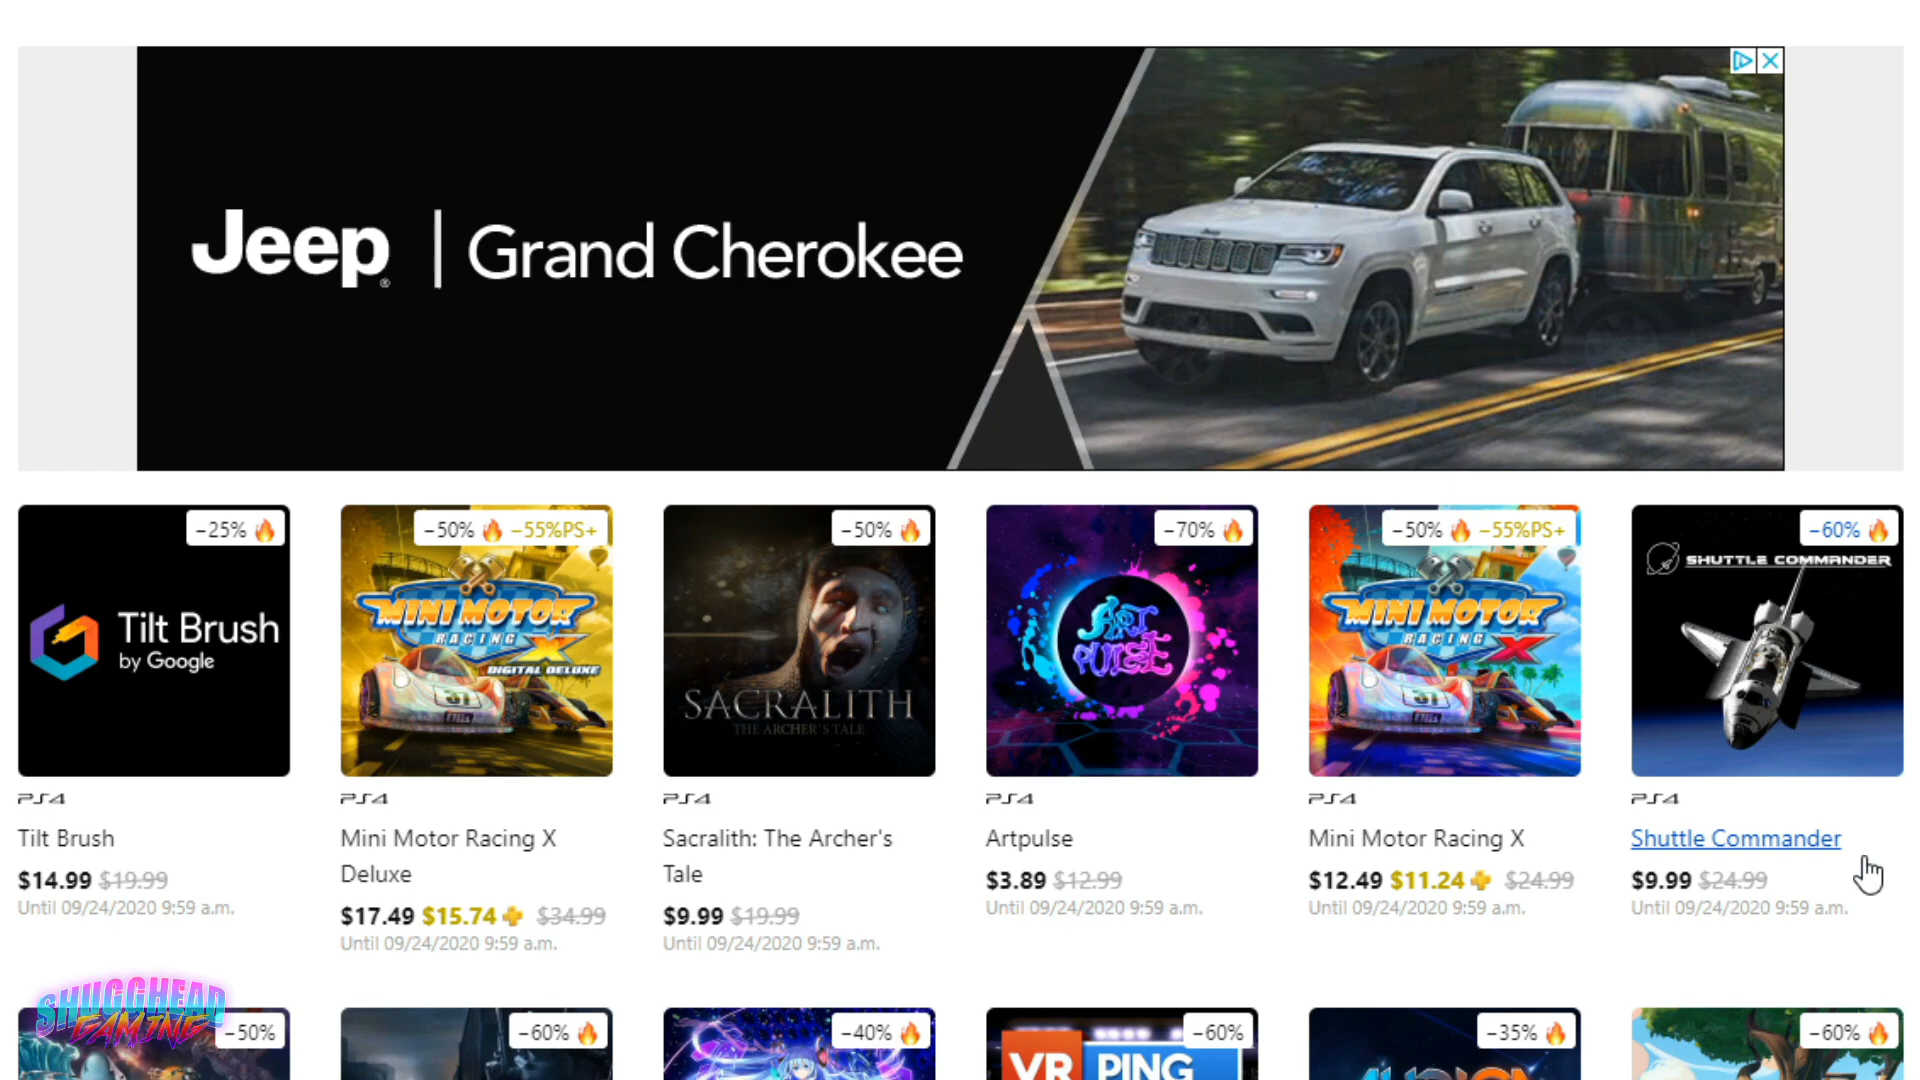 Jeep® | Grand Cherokee
-25% 🔥
-50% 🔥 -55%PS+
-50% 🔥
-70% 🔥
-50% 🔥 -55%PS+
-60% 🔥
Tilt Brush
by Google
MINI MOTOR
RACING X
DIGITAL DELUXE
31
SACRALITH
THE ARCHER'S TALE
ART
PULSE
MINI MOTOR
RACING X
31
SHUTTLE COMMANDER
PS4
PS4
PS4
PS4
PS4
PS4
Tilt Brush
$14.99 $19.99
Until 09/24/2020 9:59 a.m.
Mini Motor Racing X
Deluxe
$17.49 $15.74 $34.99
Until 09/24/2020 9:59 a.m.
Sacralith: The Archer's
Tale
$9.99 $19.99
Until 09/24/2020 9:59 a.m.
Artpulse
$3.89 $12.99
Until 09/24/2020 9:59 a.m.
Mini Motor Racing X
$12.49 $11.24 $24.99
Until 09/24/2020 9:59 a.m.
Shuttle Commander
$9.99 $24.99
Until 09/24/2020 9:59 a.m.
SHUGGHEAD
GAMING
-50%
-60% 🔥
-40% 🔥
-60%
VR PING
-35% 🔥
-60% 🔥